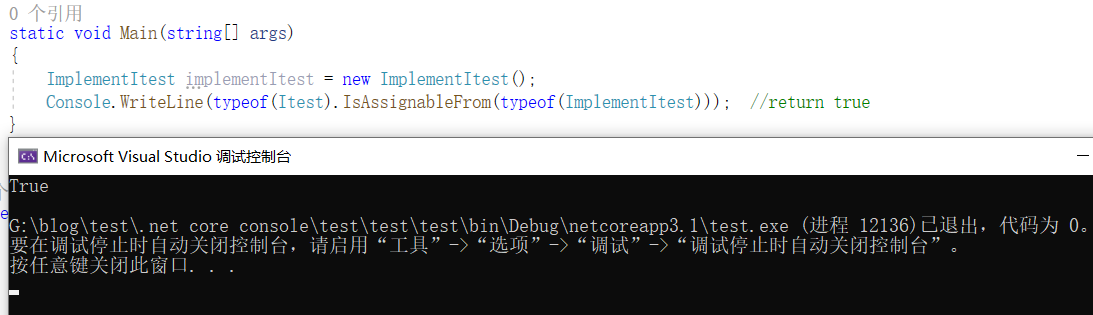 0 个引用
static void Main(string[] args)
{
ImplementItest implementItest = new ImplementItest();
Console.WriteLine(typeof(Itest).IsAssignableFrom(typeof(ImplementItest))); //return true
}
Microsoft Visual Studio 调试控制台
True
G:\blog\test\.net core console\test\test\test\bin\Debug\netcoreapp3.1\test.exe (进程 12136)已退出，代码为 0。
要在调试停止时自动关闭控制台，请启用“工具”->“选项”->“调试”->“调试停止时自动关闭控制台”。
按任意键关闭此窗口. . .